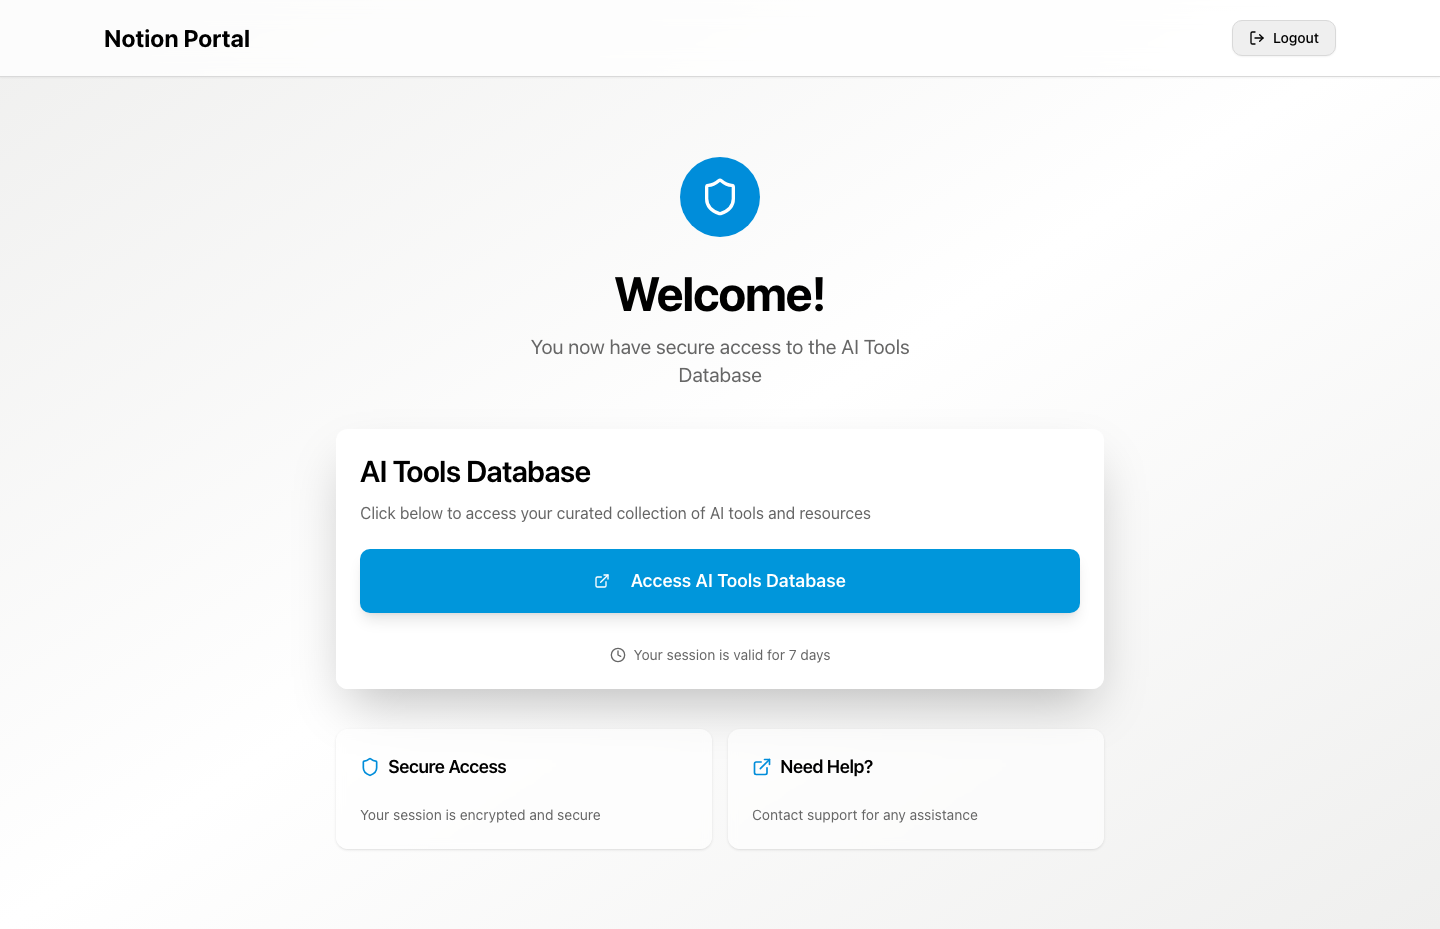 Notion Portal
Logout
Welcome!
You now have secure access to the AI Tools
Database
AI Tools Database
Click below to access your curated collection of AI tools and resources
Access AI Tools Database
Your session is valid for 7 days
Secure Access
Your session is encrypted and secure
Need Help?
Contact support for any assistance